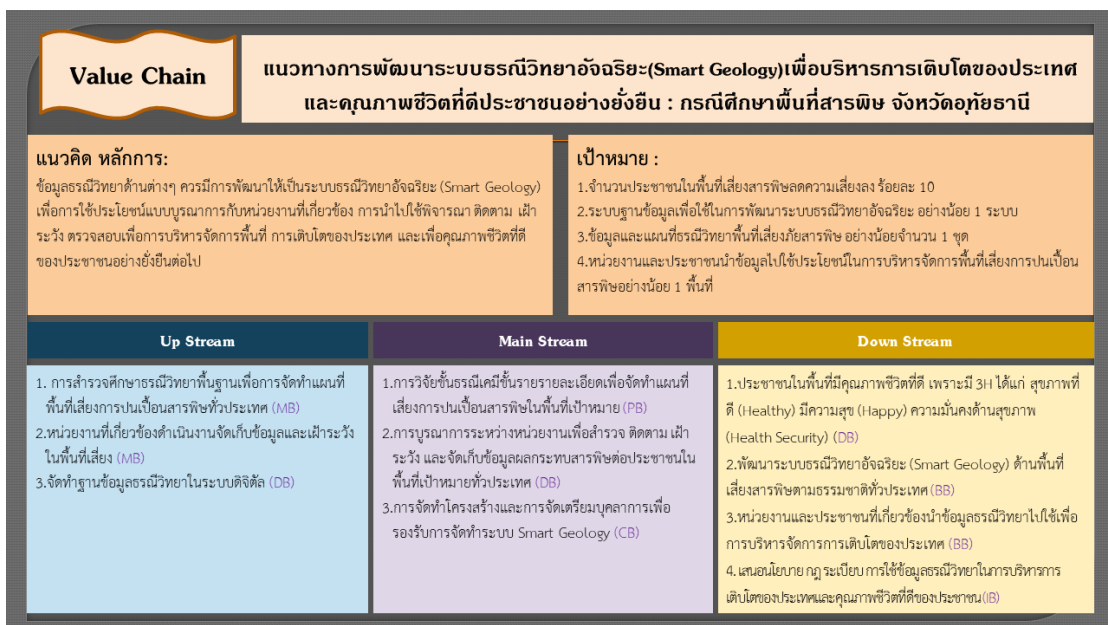 Value Chain
แนวทางการพัฒนาระบบธรณีวิทยาอัจฉริยะ(Smart Geology)เพื่อบริหารการเติบโตของประเทศ
และคุณภาพชีวิตที่ดีประชาชนอย่างยั่งยืน : กรณีศึกษาพื้นที่สารพิษ จังหวัดอุทัยธานี
แนวคิด หลักการ:
ข้อมูลธรณีวิทยาด้านต่างๆ ควรมีการพัฒนาให้เป็นระบบธรณีวิทยาอัจฉริยะ (Smart Geology)
เพื่อการใช้ประโยชน์แบบบูรณาการกับหน่วยงานที่เกี่ยวข้อง การนำไปใช้พิจารณา ติดตาม เฝ้า
ระวัง ตรวจสอบเพื่อการบริหารจัดการพื้นที่ การเติบโตของประเทศ และเพื่อคุณภาพชีวิตที่ดี
ของประชาชนอย่างยั่งยืนต่อไป
เป้าหมาย :
1.จำนวนประชาชนในพื้นที่เสี่ยงสารพิษลดความเสี่ยงลง ร้อยละ 10
2.ระบบฐานข้อมูลเพื่อใช้ในการพัฒนาระบบธรณีวิทยาอัจฉริยะ อย่างน้อย 1 ระบบ
3.ข้อมูลและแผนที่ธรณีวิทยาพื้นที่เสี่ยงภัยสารพิษ อย่างน้อยจำนวน 1 ชุด
4.หน่วยงานและประชาชนนำข้อมูลไปใช้ประโยชน์ในการบริหารจัดการพื้นที่เสี่ยงการปนเปื้อน
สารพิษอย่างน้อย 1 พื้นที่
Up Stream
1. การสำรวจศึกษาธรณีวิทยาพื้นฐานเพื่อการจัดทำแผนที่
พื้นที่เสี่ยงการปนเปื้อนสารพิษทั่วประเทศ (MB)
2.หน่วยงานที่เกี่ยวข้องดำเนินงานจัดเก็บข้อมูลและเฝ้าระวัง
ในพื้นที่เสี่ยง (MB)
3.จัดทำฐานข้อมูลธรณีวิทยาในระบบดิจิตัล (DB)
Main Stream
1.การวิจัยชั้นธรณีเคมีขั้นรายรายละเอียดเพื่อจัดทำแผนที่
เสี่ยงการปนเปื้อนสารพิษในพื้นที่เป้าหมาย (PB)
2.การบูรณาการระหว่างหน่วยงานเพื่อสำรวจ ติดตาม เฝ้า
ระวัง และจัดเก็บข้อมูลผลกระทบสารพิษต่อประชาชนใน
พื้นที่เป้าหมายทั่วประเทศ (DB)
3.การจัดทำโครงสร้างและการจัดเตรียมบุคลาการเพื่อ
รองรับการจัดทำระบบ Smart Geology (CB)
Down Stream
1.ประชาชนในพื้นที่มีคุณภาพชีวิตที่ดี เพราะมี 3H ได้แก่ สุขภาพที่
ดี (Healthy) มีความสุข (Happy) ความมั่นคงด้านสุขภาพ
(Health Security) (DB)
2.พัฒนาระบบธรณีวิทยาอัจฉริยะ (Smart Geology) ด้านพื้นที่
เสี่ยงสารพิษตามธรรมชาติทั่วประเทศ (BB)
3.หน่วยงานและประชาชนที่เกี่ยวข้องนำข้อมูลธรณีวิทยาไปใช้เพื่อ
การบริหารจัดการการเติบโตของประเทศ (BB)
4. เสนอนโยบาย กฎ ระเบียบ การใช้ข้อมูลธรณีวิทยาในการบริหารการ
เติบโตของประเทศและคุณภาพชีวิตที่ดีของประชาชน(IB)